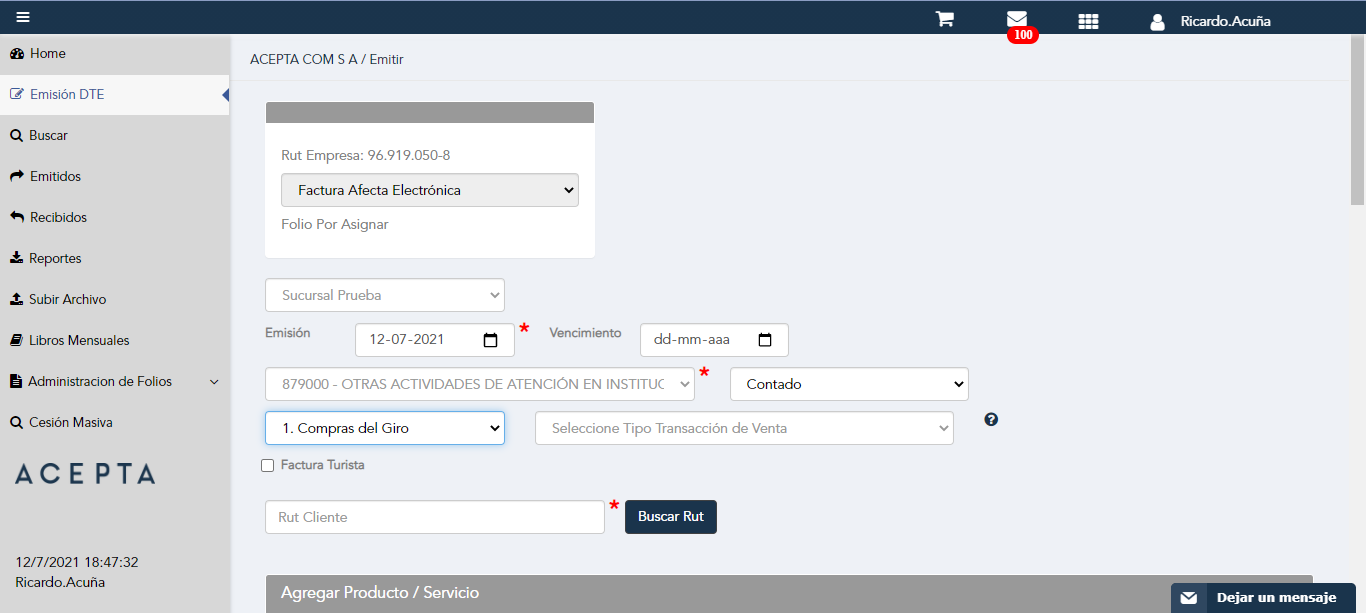 Ricardo.Acuña
100
Home
Emisión DTE
Buscar
Emitidos
Recibidos
Reportes
Subir Archivo
Libros Mensuales
Administracion de Folios
Cesión Masiva
ACEPTA
12/7/2021 18:47:32
Ricardo.Acuña
ACEPTA COM S A / Emitir
Rut Empresa: 96.919.050-8
Factura Afecta Electrónica
Folio Por Asignar
Sucursal Prueba
Emisión 12-07-2021 * Vencimiento dd-mm-aaa
879000 - OTRAS ACTIVIDADES DE ATENCIÓN EN INSTITUC * Contado
1. Compras del Giro Seleccione Tipo Transacción de Venta ?
Factura Turista
Rut Cliente * Buscar Rut
Agregar Producto / Servicio
Dejar un mensaje